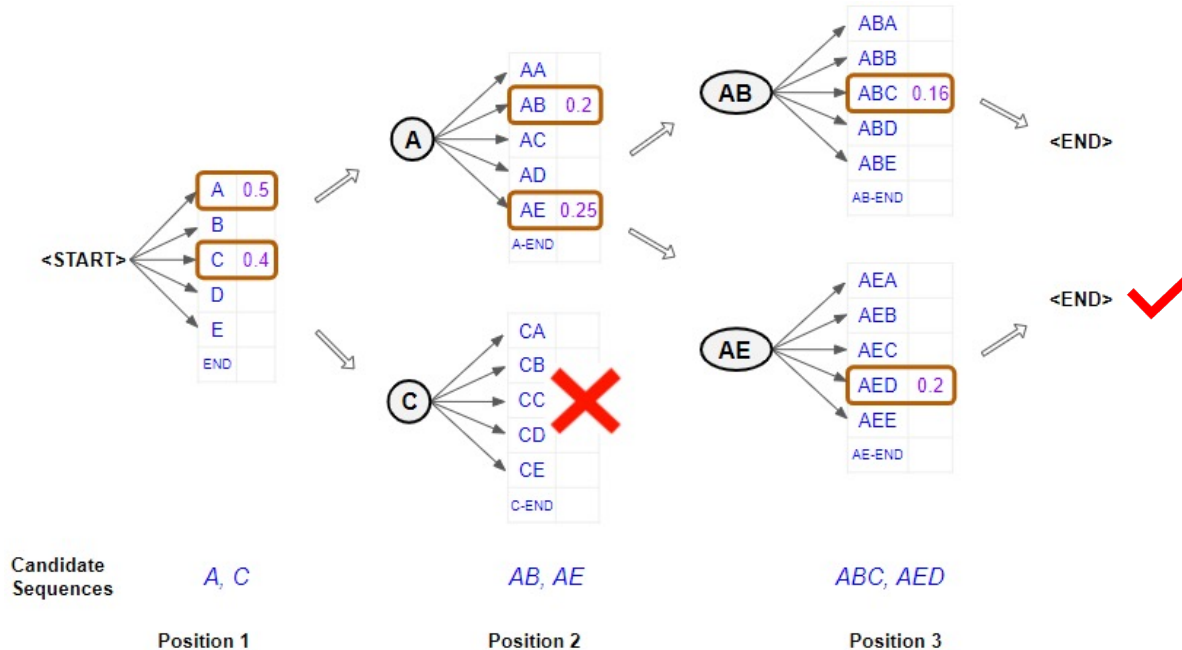 <START>
A 0.5
B
C 0.4
D
E
END
A
AA
AB 0.2
AC
AD
AE 0.25
A-END
C
CA
CB
CC
CD
CE
C-END
AB
ABA
ABB
ABC 0.16
ABD
ABE
AB-END
<END>
AE
AEA
AEB
AEC
AED 0.2
AEE
AE-END
<END>
Candidate
Sequences
A, C
AB, AE
ABC, AED
Position 1
Position 2
Position 3